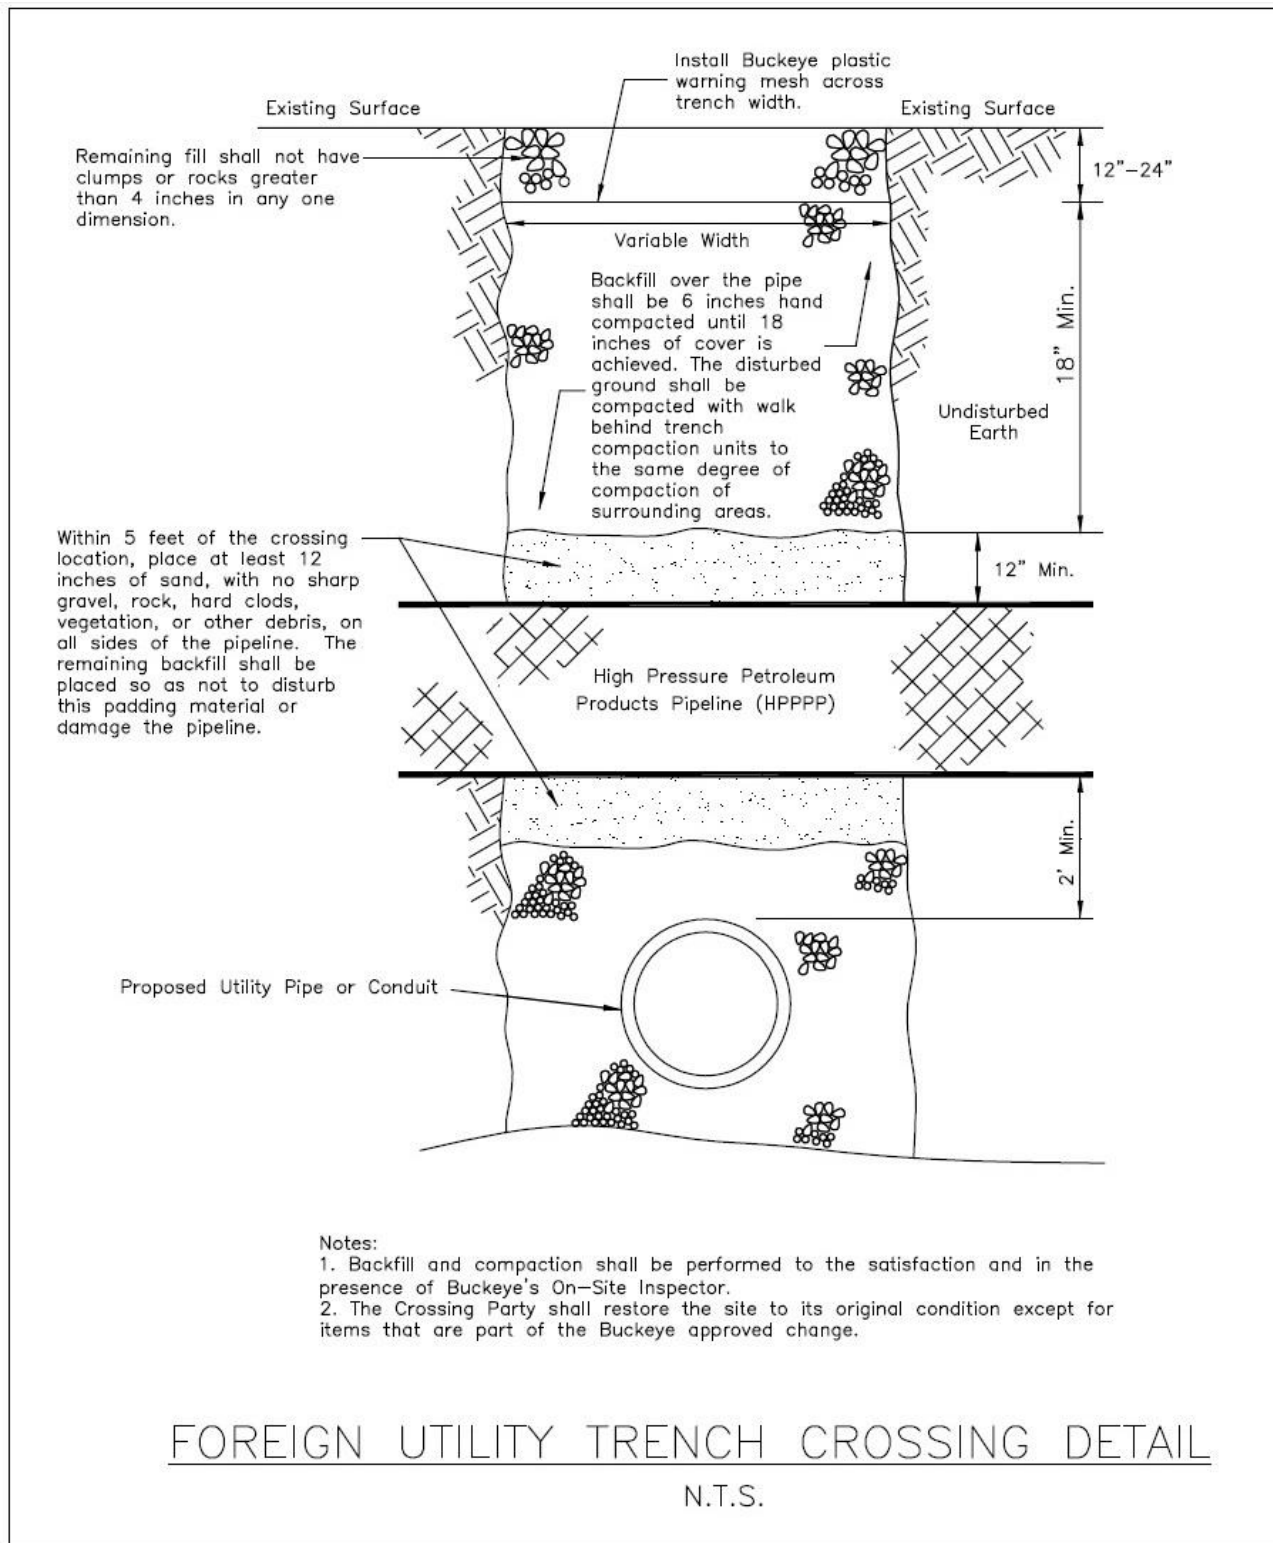 Install Buckeye plastic
warning mesh across
trench width.
Existing Surface
Existing Surface
Remaining fill shall not have
clumps or rocks greater
than 4 inches in any one
dimension.
12"-24"
Variable Width
Backfill over the pipe
shall be 6 inches hand
compacted until 18
inches of cover is
achieved. The disturbed
ground shall be
compacted with walk
behind trench
compaction units to
the same degree of
compaction of
surrounding areas.
18" Min.
Undisturbed
Earth
Within 5 feet of the crossing
location, place at least 12
inches of sand, with no sharp
gravel, rock, hard clods,
vegetation, or other debris, on
all sides of the pipeline. The
remaining backfill shall be
placed so as not to disturb
this padding material or
damage the pipeline.
12" Min.
High Pressure Petroleum
Products Pipeline (HPPPP)
2' Min.
Proposed Utility Pipe or Conduit
Notes:
1. Backfill and compaction shall be performed to the satisfaction and in the
presence of Buckeye's On-Site Inspector.
2. The Crossing Party shall restore the site to its original condition except for
items that are part of the Buckeye approved change.
FOREIGN UTILITY TRENCH CROSSING DETAIL
N.T.S.